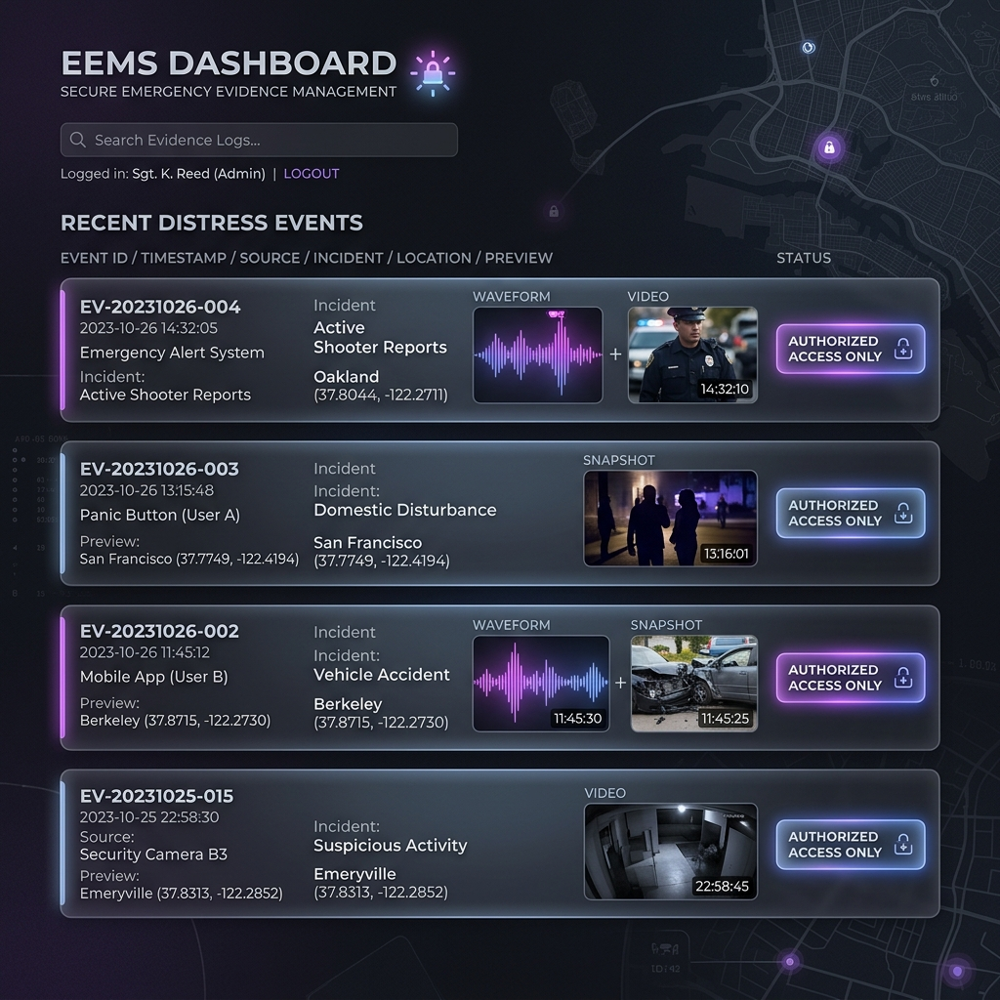 EEMS DASHBOARD
SECURE EMERGENCY EVIDENCE MANAGEMENT
Search Evidence Logs...
Logged in: Sgt. K. Reed (Admin) | LOGOUT
RECENT DISTRESS EVENTS
EVENT ID / TIMESTAMP / SOURCE / INCIDENT / LOCATION / PREVIEW
STATUS
EV-20231026-004
2023-10-26 14:32:05
Emergency Alert System
Incident:
Active Shooter Reports
Incident
Active
Shooter Reports
Oakland
(37.8044, -122.2711)
WAVEFORM
+
VIDEO
14:32:10
AUTHORIZED
ACCESS ONLY
EV-20231026-003
2023-10-26 13:15:48
Panic Button (User A)
Preview:
San Francisco (37.7749, -122.4194)
Incident
Incident:
Domestic Disturbance
San Francisco
(37.7749, -122.4194)
SNAPSHOT
13:16:01
AUTHORIZED
ACCESS ONLY
EV-20231026-002
2023-10-26 11:45:12
Mobile App (User B)
Preview:
Berkeley (37.8715, -122.2730)
Incident
Incident:
Vehicle Accident
Berkeley
(37.8715, -122.2730)
WAVEFORM
11:45:30
+
SNAPSHOT
11:45:25
AUTHORIZED
ACCESS ONLY
EV-20231025-015
2023-10-25 22:58:30
Source:
Security Camera B3
Preview:
Emeryville (37.8313, -122.2852)
Incident:
Suspicious Activity
Emeryville
(37.8313, -122.2852)
VIDEO
22:58:45
AUTHORIZED
ACCESS ONLY